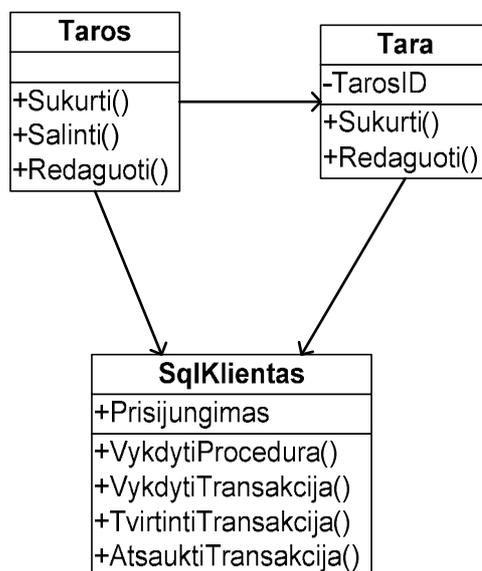 Taros
+Sukurti()
+Salinti()
+Redaguoti()
Tara
-TarosID
+Sukurti()
+Redaguoti()
SqlKlientas
+Prisijungimas
+VykdytiProcedura()
+VykdytiTransakcija()
+TvirtintiTransakcija()
+AtsauktiTransakcija()